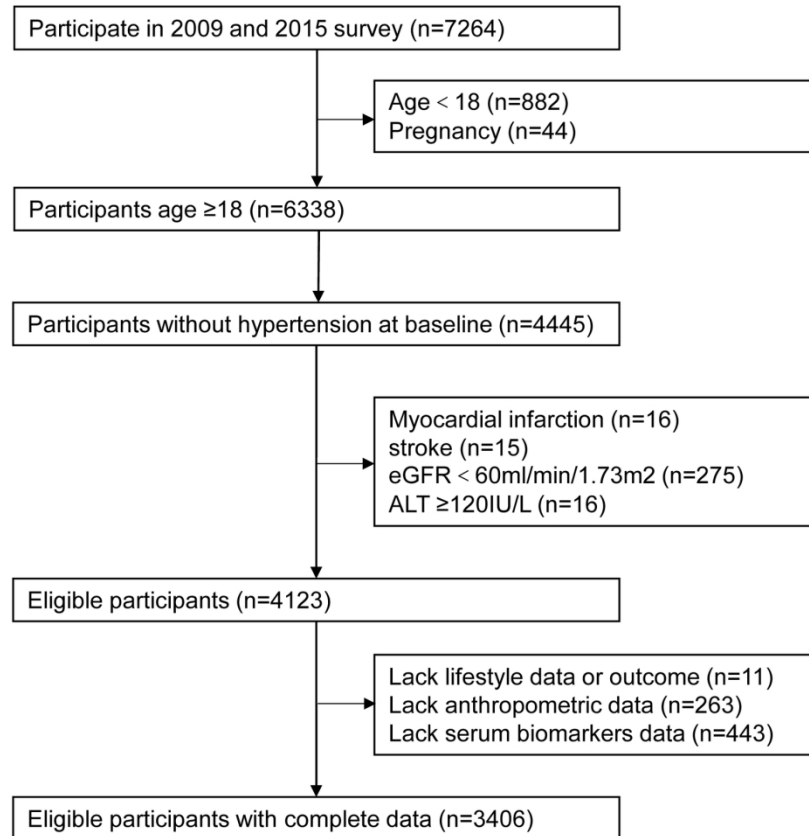 Participate in 2009 and 2015 survey (n=7264)
Age < 18 (n=882)
Pregnancy (n=44)
Participants age ≥18 (n=6338)
Participants without hypertension at baseline (n=4445)
Myocardial infarction (n=16)
stroke (n=15)
eGFR < 60ml/min/1.73m2 (n=275)
ALT ≥120IU/L (n=16)
Eligible participants (n=4123)
Lack lifestyle data or outcome (n=11)
Lack anthropometric data (n=263)
Lack serum biomarkers data (n=443)
Eligible participants with complete data (n=3406)